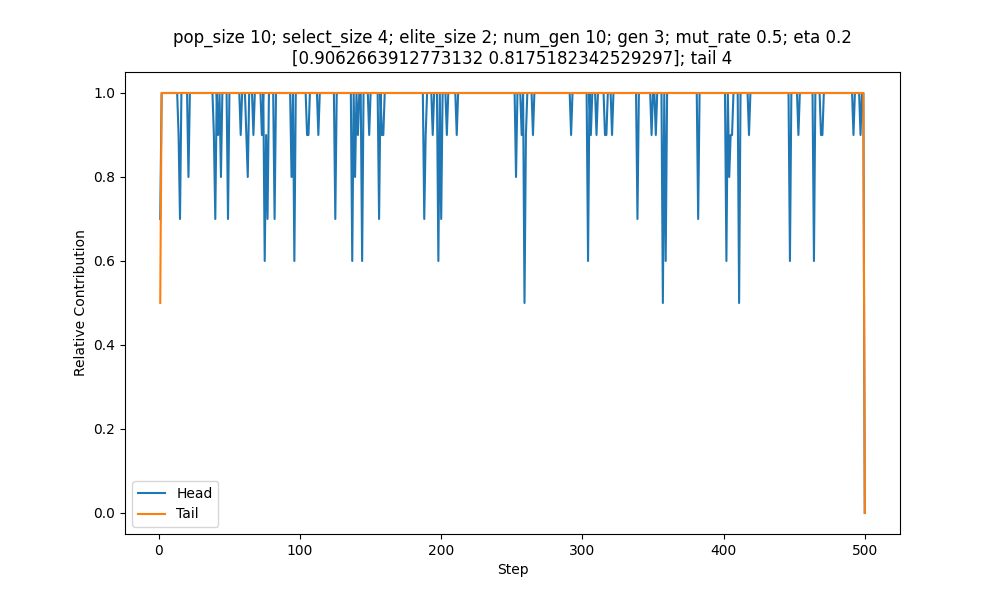 pop_size 10; select_size 4; elite_size 2; num_gen 10; gen 3; mut_rate 0.5; eta 0.2
[0.9062663912773132 0.8175182342529297]; tail 4
1.0
0.8
0.6
0.4
0.2
0.0
Relative Contribution
Head
Tail
0
100
200
300
400
500
Step